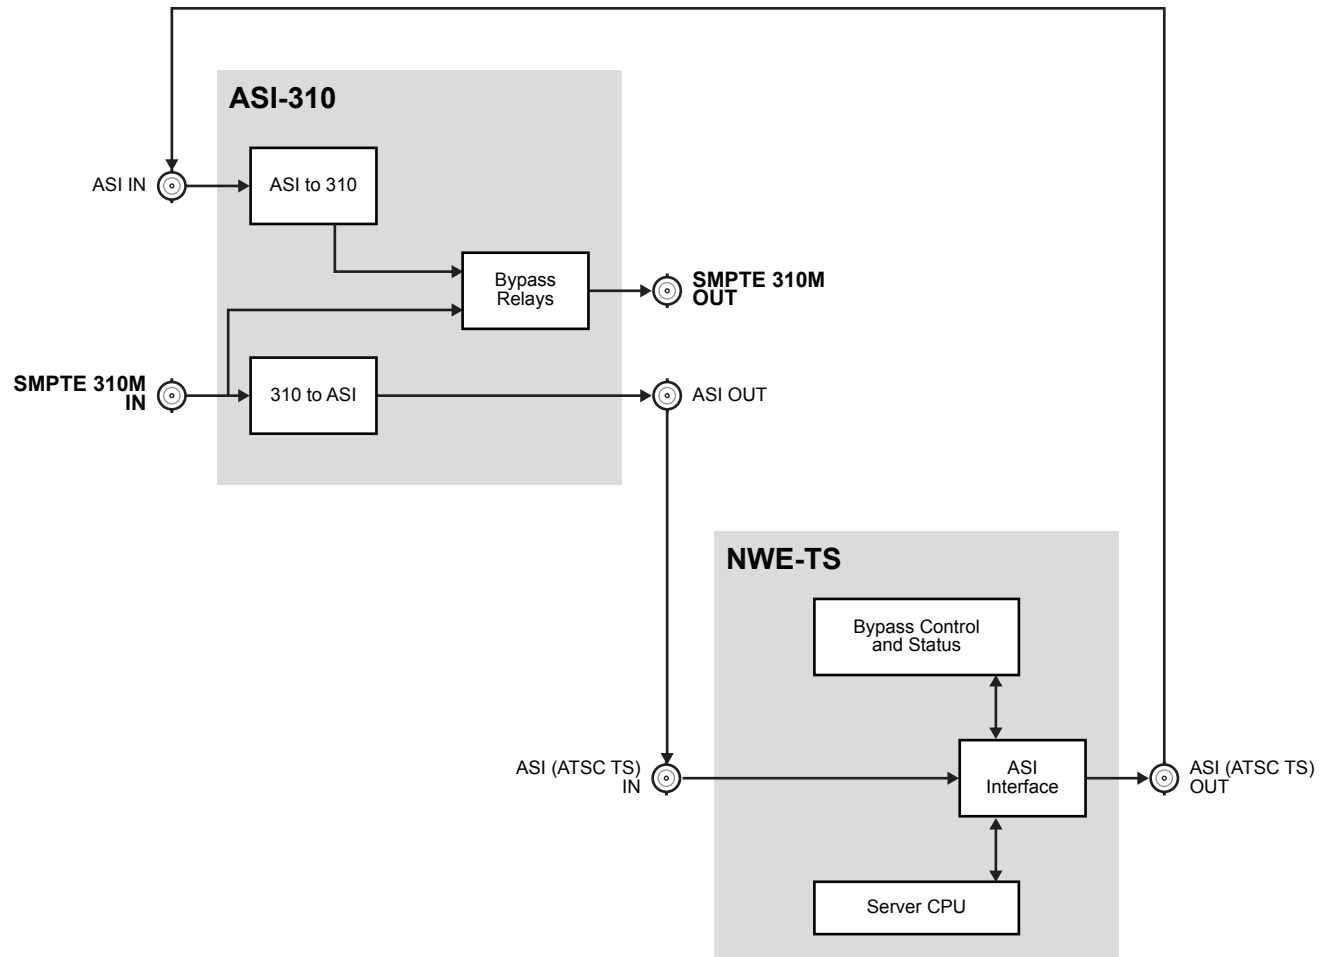 ASI-310
ASI IN
ASI to 310
Bypass
Relays
SMPTE 310M
OUT
SMPTE 310M
IN
310 to ASI
ASI OUT
NWE-TS
Bypass Control
and Status
ASI (ATSC TS)
IN
ASI
Interface
ASI (ATSC TS)
OUT
Server CPU